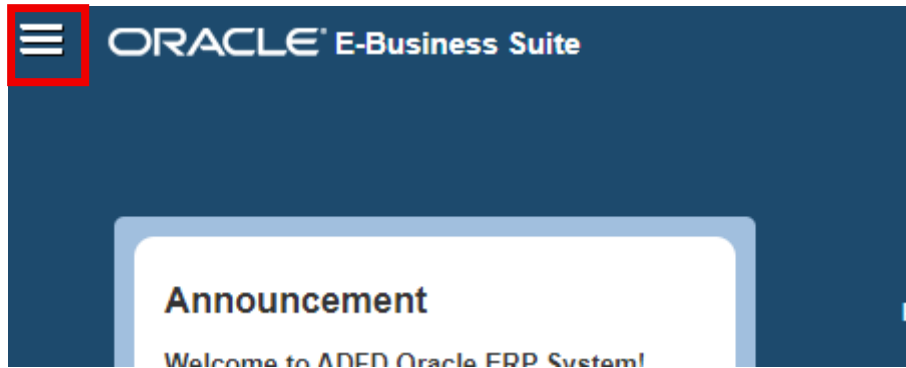 ORACLE E-Business Suite
Announcement
Welcome to ADED Oracle ERP System!